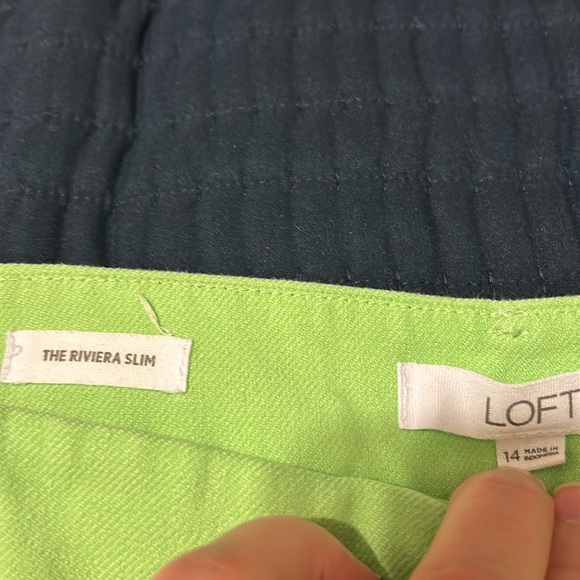 THE RIVIERA SLIM
LOFT
14 MADE IN
INDONESIA